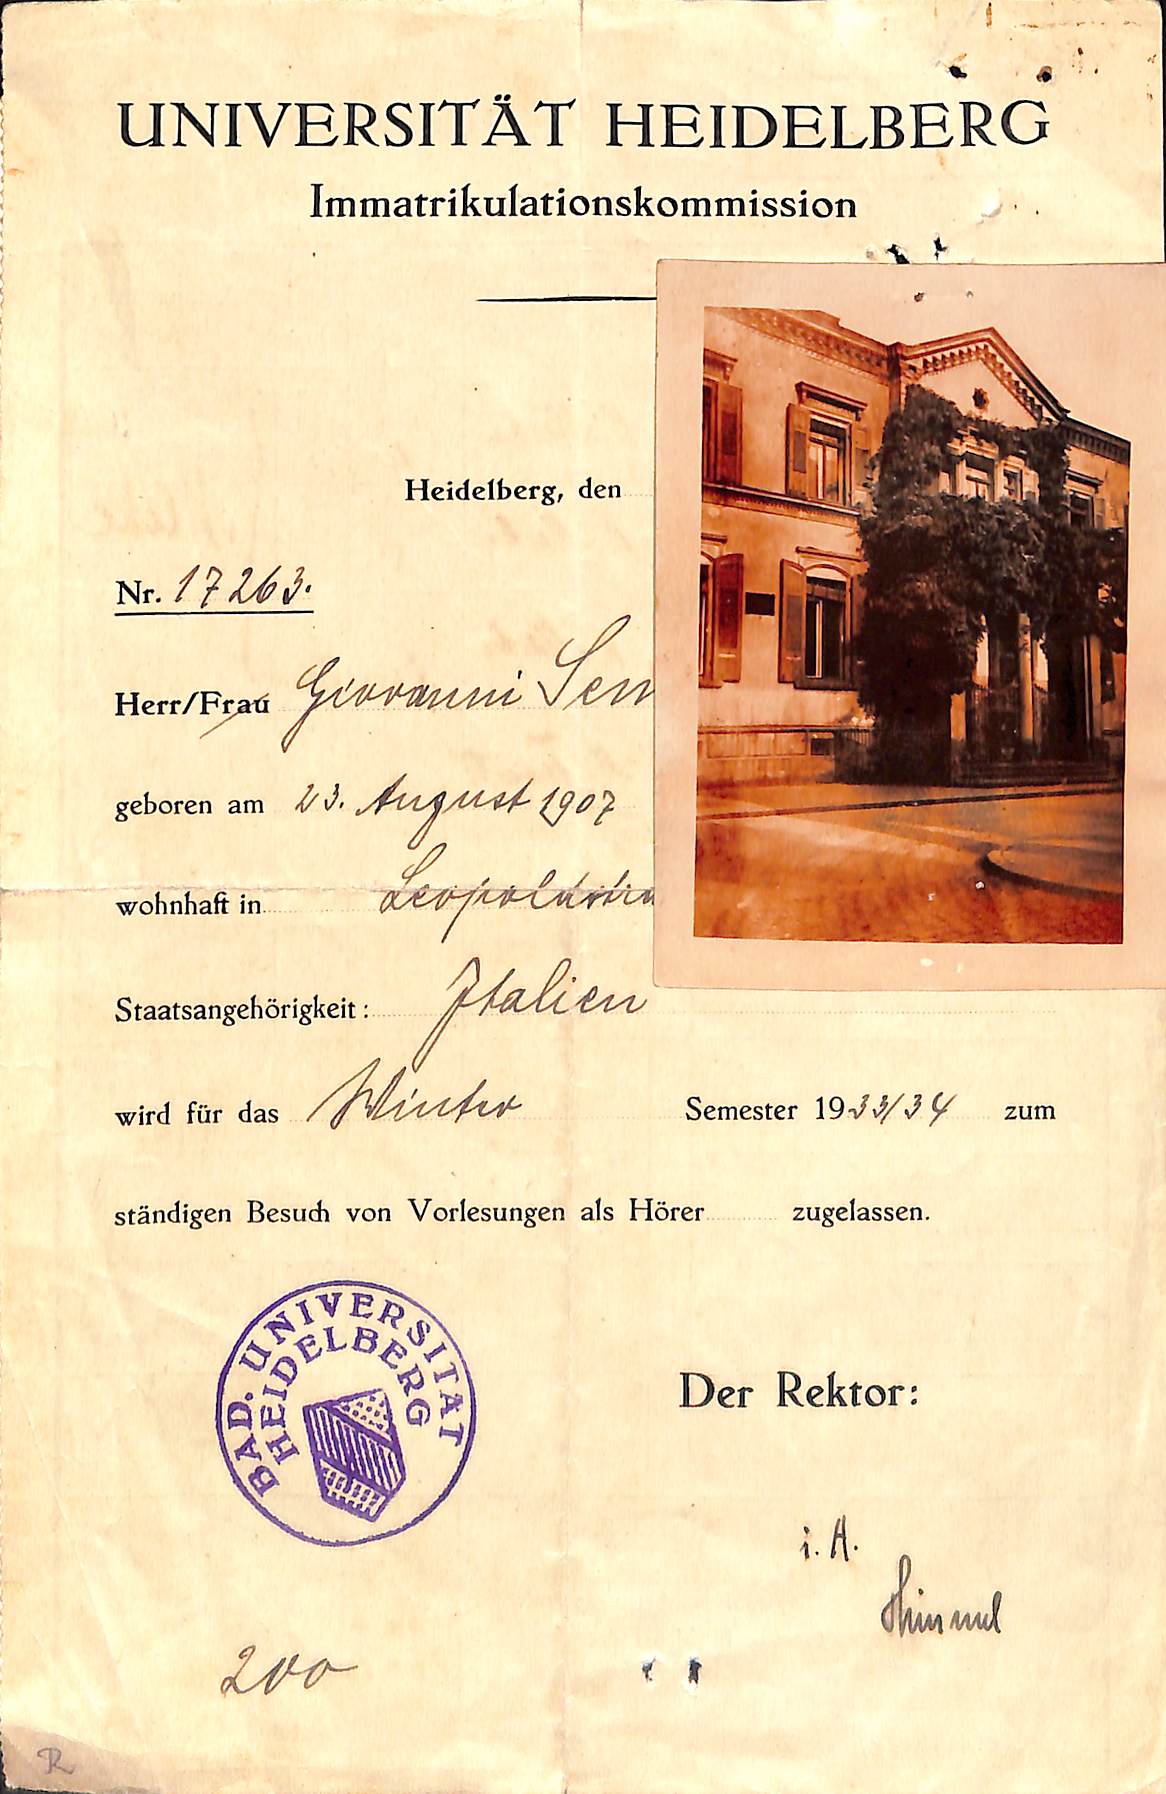 UNIVERSITÄT HEIDELBERG
Immatrikulationskommission
Heidelberg, den
Nr. 17263.
Herr/Frau Giovanni Sen
geboren am 23. August 1907
wohnhaft in
Staatsangehörigkeit: Italien
wird für das Winter Semester 1933/34 zum
ständigen Besuch von Vorlesungen als Hörer zugelassen.
BAD. UNIVERSITÄT
HEIDELBERG
Der Rektor:
i. A.
Himmel
200
R